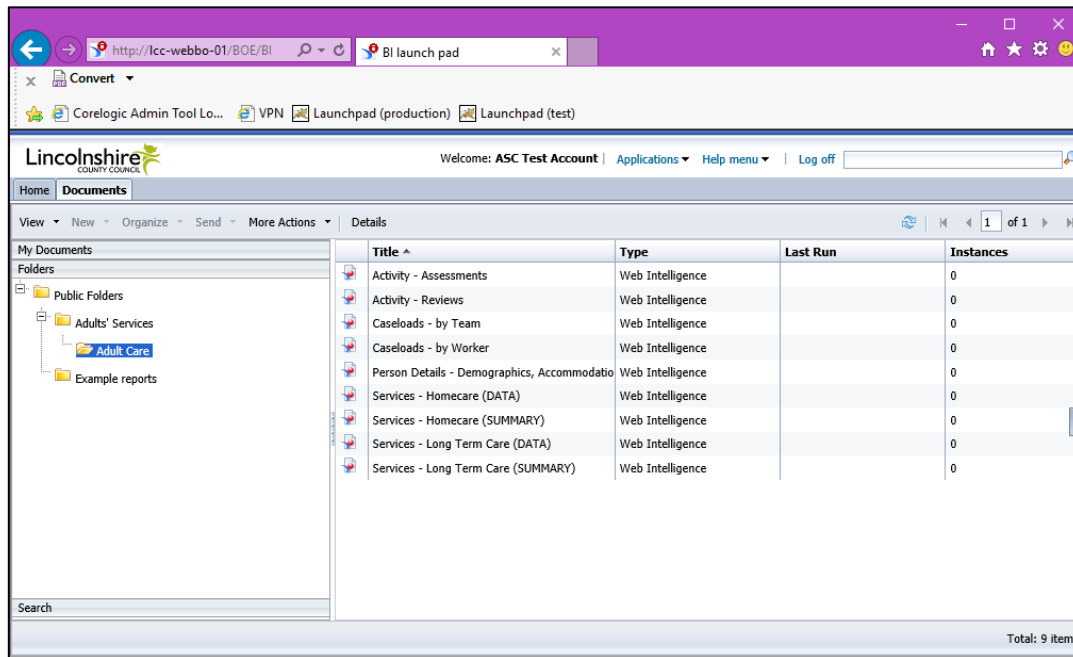 http://lcc-webbo-01/BOE/BI
BI launch pad
x Convert
Corelogic Admin Tool Lo... VPN Launchpad (production) Launchpad (test)
Lincolnshire
COUNTY COUNCIL
Welcome: ASC Test Account | Applications Help menu | Log off
Home Documents
View New Organize Send More Actions Details 1 of 1
My Documents
Folders
Public Folders
Adults' Services
Adult Care
Example reports
Search
Title Type Last Run Instances
Activity - Assessments Web Intelligence 0
Activity - Reviews Web Intelligence 0
Caseloads - by Team Web Intelligence 0
Caseloads - by Worker Web Intelligence 0
Person Details - Demographics, Accommodatio Web Intelligence 0
Services - Homecare (DATA) Web Intelligence 0
Services - Homecare (SUMMARY) Web Intelligence 0
Services - Long Term Care (DATA) Web Intelligence 0
Services - Long Term Care (SUMMARY) Web Intelligence 0
Total: 9 item